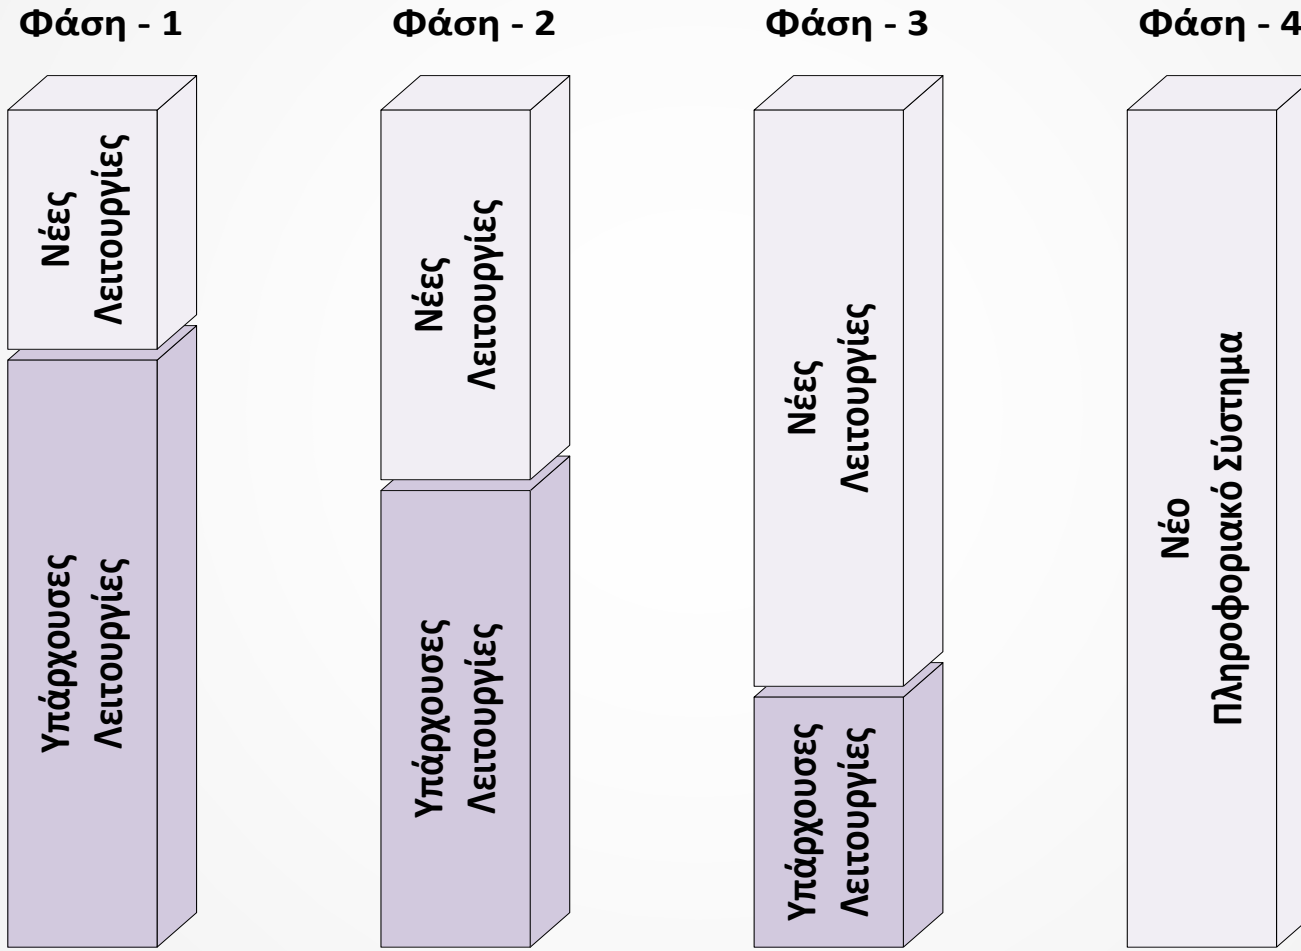 Φάση - 1
Φάση - 2
Φάση - 3
Φάση - 4
Νέες
Λειτουργίες
Υπάρχουσες
Λειτουργίες
Νέες
Λειτουργίες
Υπάρχουσες
Λειτουργίες
Νέες
Λειτουργίες
Υπάρχουσες
Λειτουργίες
Νέο
Πληροφοριακό Σύστημα